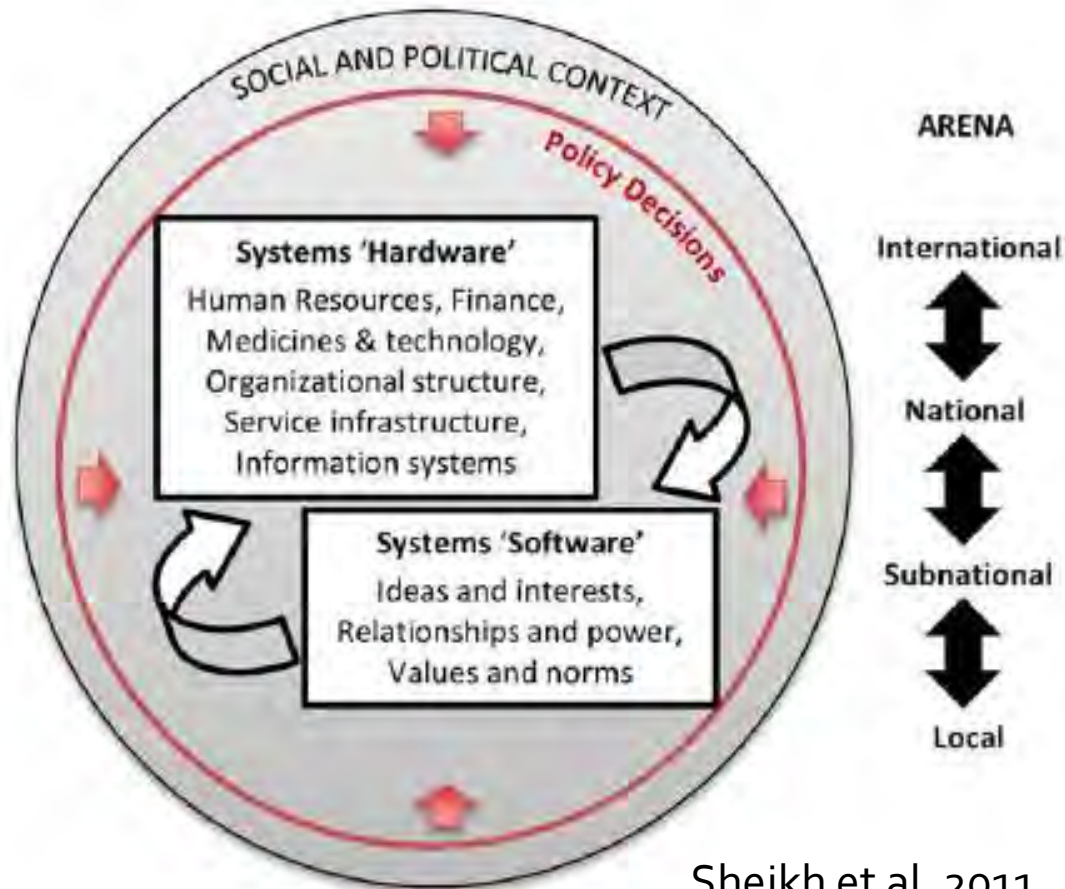 SOCIAL AND POLITICAL CONTEXT
Policy Decisions
Systems 'Hardware'
Human Resources, Finance,
Medicines & technology,
Organizational structure,
Service infrastructure,
Information systems
Systems 'Software'
Ideas and interests,
Relationships and power,
Values and norms
ARENA
International
National
Subnational
Local
Sheikh et al. 2011